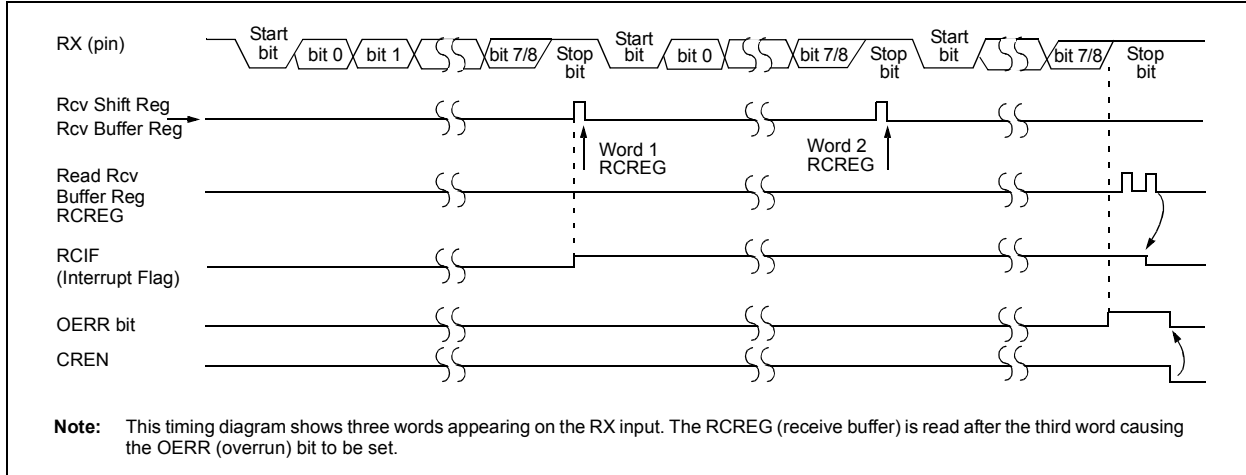 RX (pin)
Start
bit
bit 0
bit 1
bit 7/8
Stop
bit
Start
bit
bit 0
bit 7/8
Stop
bit
Start
bit
bit 7/8
Stop
bit
Rcv Shift Reg
Rcv Buffer Reg
Word 1
RCREG
Word 2
RCREG
Read Rcv
Buffer Reg
RCREG
RCIF
(Interrupt Flag)
OERR bit
CREN
Note: This timing diagram shows three words appearing on the RX input. The RCREG (receive buffer) is read after the third word causing
the OERR (overrun) bit to be set.